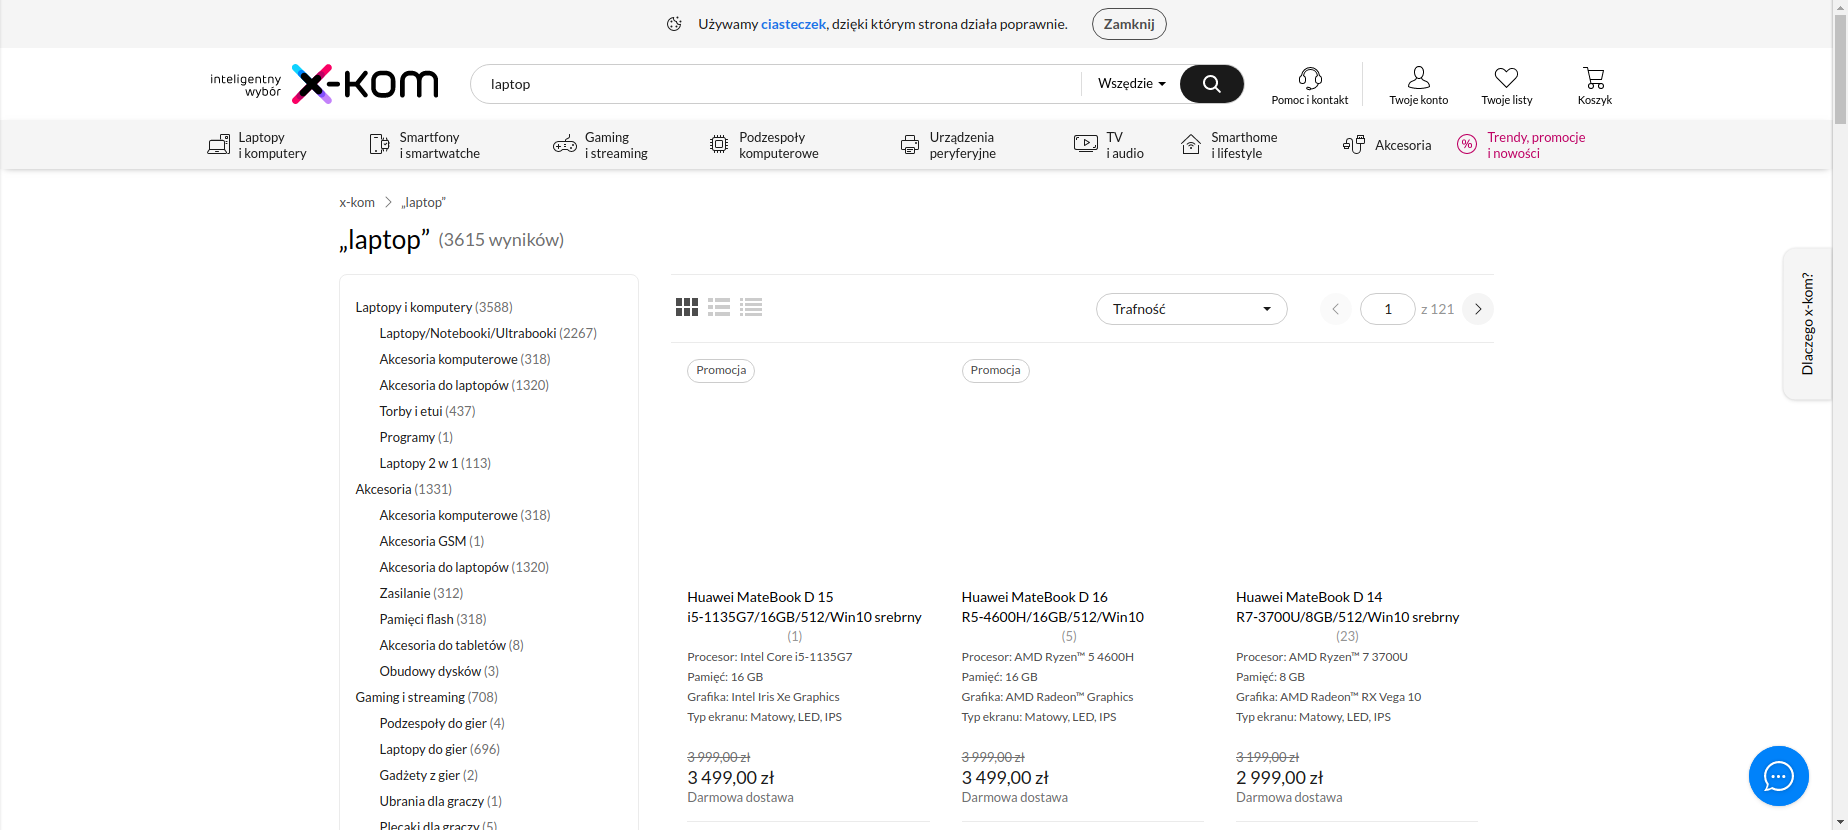 Używamy ciasteczek, dzięki którym strona działa poprawnie.
Zamknij
inteligentny
wybór
x-kom
laptop
Wszędzie
Pomoc i kontakt
Twoje konto
Twoje listy
Koszyk
Laptopy
i komputery
Smartfony
i smartwatche
Gaming
i streaming
Podzespoły
komputerowe
Urządzenia
peryferyjne
TV
i audio
Smarthome
i lifestyle
Akcesoria
%
Trendy, promocje
i nowości
x-kom
„laptop”
„laptop” (3615 wyników)
Laptopy i komputery (3588)
Laptopy/Notebooki/Ultrabooki (2267)
Akcesoria komputerowe (318)
Akcesoria do laptopów (1320)
Torby i etui (437)
Programy (1)
Laptopy 2 w 1 (113)
Akcesoria (1331)
Akcesoria komputerowe (318)
Akcesoria GSM (1)
Akcesoria do laptopów (1320)
Zasilanie (312)
Pamięci flash (318)
Akcesoria do tabletów (8)
Obudowy dysków (3)
Gaming i streaming (708)
Podzespoły do gier (4)
Laptopy do gier (696)
Gadżety z gier (2)
Ubrania dla graczy (1)
Plecaki dla graczy (5)
Trafność
1
z 121
Promocja
Huawei MateBook D 15
i5-1135G7/16GB/512/Win10 srebrny
(1)
Procesor: Intel Core i5-1135G7
Pamięć: 16 GB
Grafika: Intel Iris Xe Graphics
Typ ekranu: Matowy, LED, IPS
3 999,00 zł
3 499,00 zł
Darmowa dostawa
Promocja
Huawei MateBook D 16
R5-4600H/16GB/512/Win10
(5)
Procesor: AMD Ryzen™ 5 4600H
Pamięć: 16 GB
Grafika: AMD Radeon™ Graphics
Typ ekranu: Matowy, LED, IPS
3 999,00 zł
3 499,00 zł
Darmowa dostawa
Huawei MateBook D 14
R7-3700U/8GB/512/Win10 srebrny
(23)
Procesor: AMD Ryzen™ 7 3700U
Pamięć: 8 GB
Grafika: AMD Radeon™ RX Vega 10
Typ ekranu: Matowy, LED, IPS
3 199,00 zł
2 999,00 zł
Darmowa dostawa
Dlaczego x-kom?